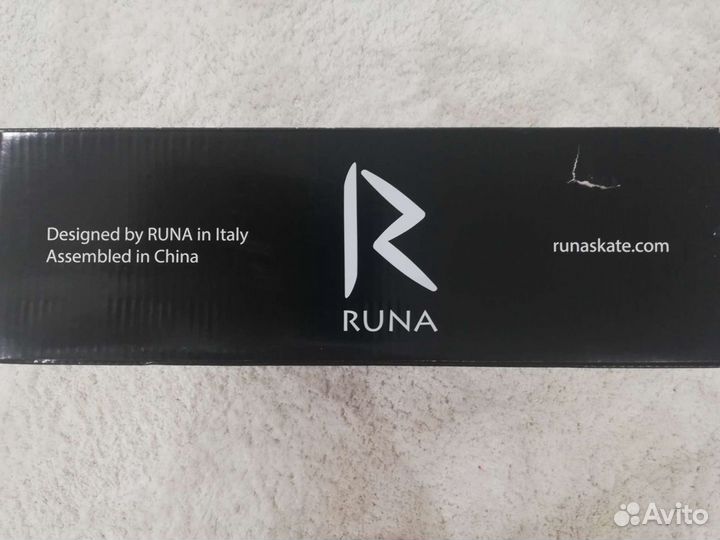 Designed by RUNA in Italy
Assembled in China
RUNA
runaskate.com
Avito